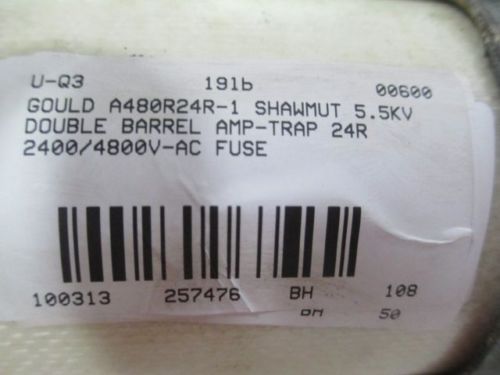 U-Q3 19lb 00600
GOULD A480R24R-1 SHAWMUT 5.5KV
DOUBLE BARREL AMP-TRAP 24R
2400/4800V-AC FUSE
100313 257476 BH 108
BH 50